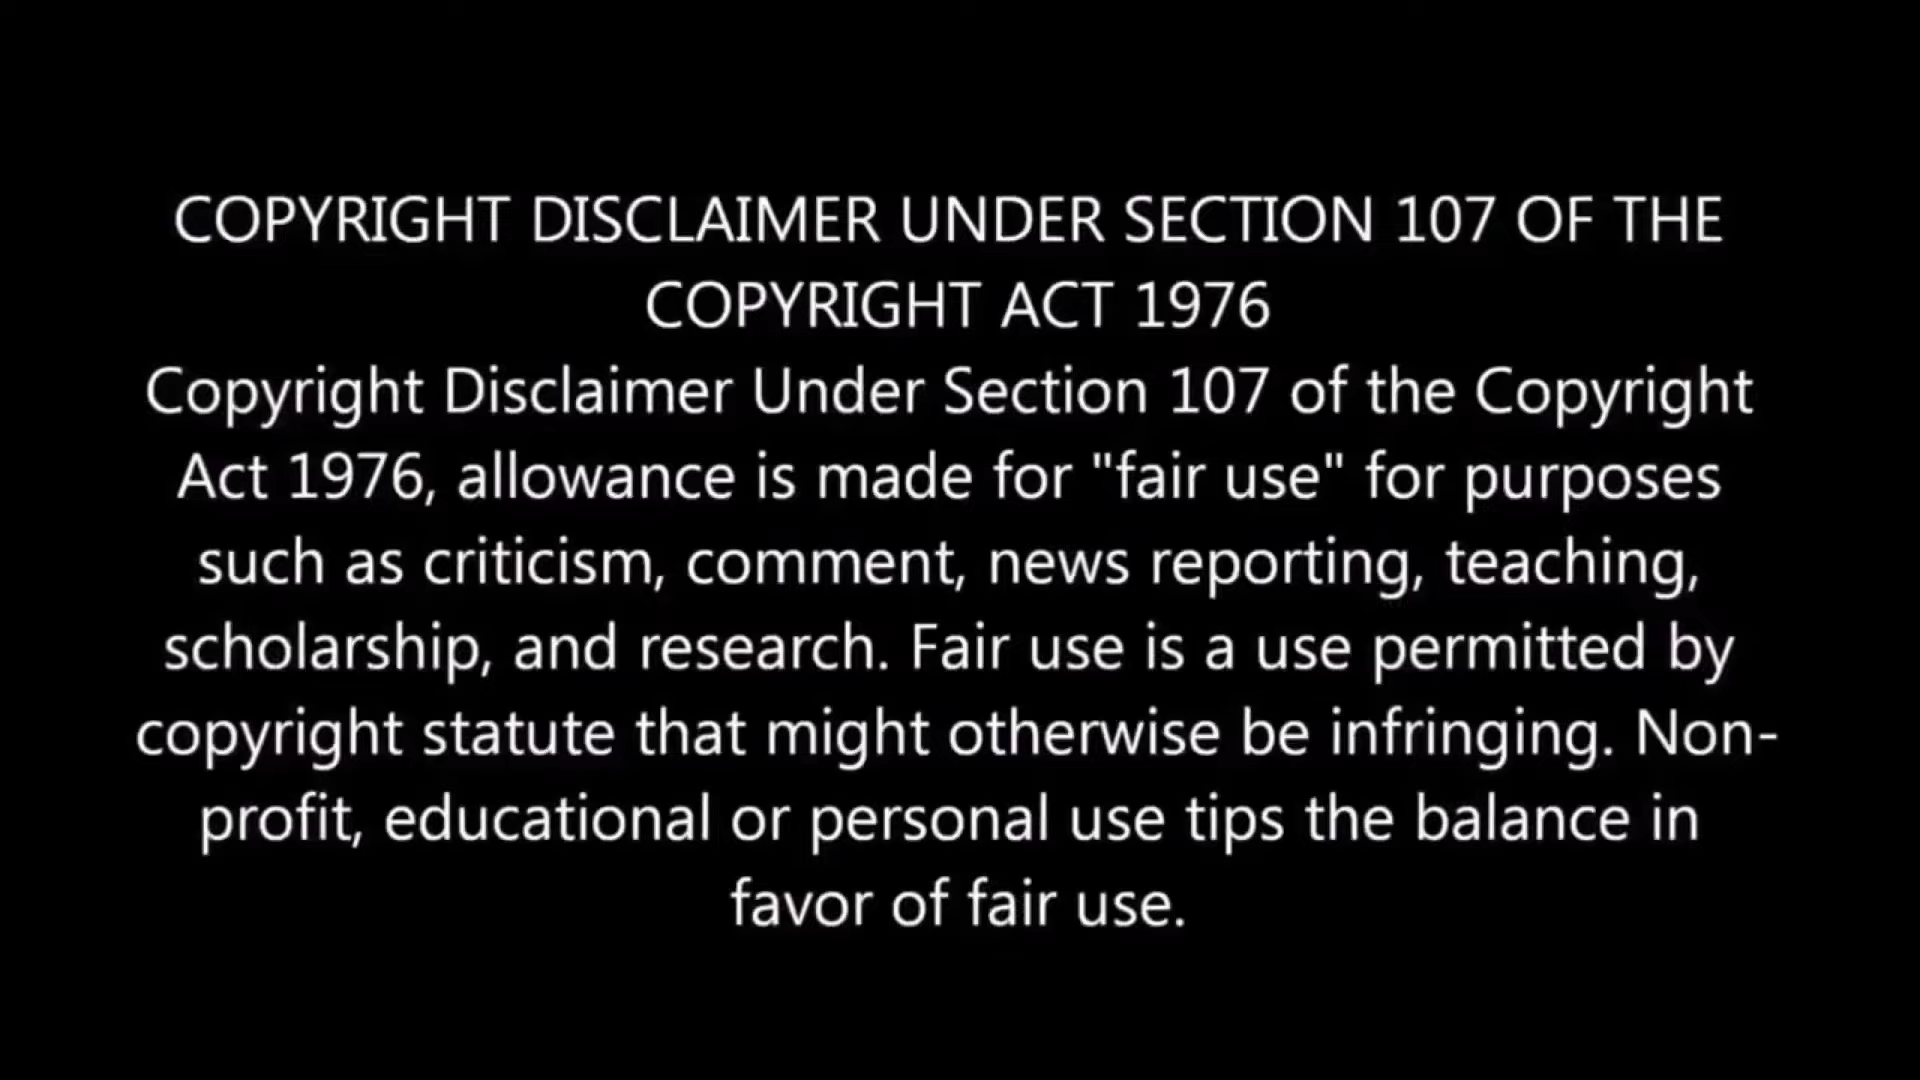 COPYRIGHT DISCLAIMER UNDER SECTION 107 OF THE
COPYRIGHT ACT 1976
Copyright Disclaimer Under Section 107 of the Copyright
Act 1976, allowance is made for "fair use" for purposes
such as criticism, comment, news reporting, teaching,
scholarship, and research. Fair use is a use permitted by
copyright statute that might otherwise be infringing. Non-
profit, educational or personal use tips the balance in
favor of fair use.